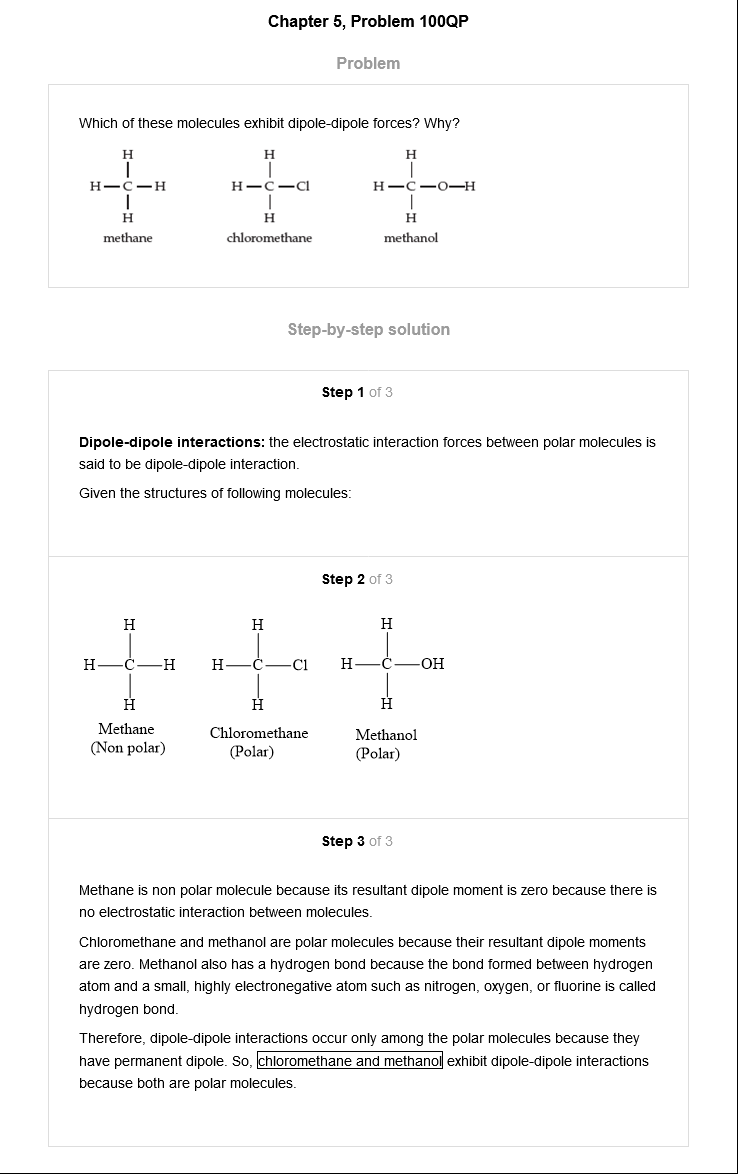 Chapter 5, Problem 100QP
Problem
Which of these molecules exhibit dipole-dipole forces? Why?
H H H
H—C—H H—C—Cl H—C—O—H
H H H
methane chloromethane methanol
Step-by-step solution
Step 1 of 3
Dipole-dipole interactions: the electrostatic interaction forces between polar molecules is
said to be dipole-dipole interaction.
Given the structures of following molecules:
Step 2 of 3
H H H
H—C—H H—C—Cl H—C—OH
H H H
Methane Chloromethane Methanol
(Non polar) (Polar) (Polar)
Step 3 of 3
Methane is non polar molecule because its resultant dipole moment is zero because there is
no electrostatic interaction between molecules.
Chloromethane and methanol are polar molecules because their resultant dipole moments
are zero. Methanol also has a hydrogen bond because the bond formed between hydrogen
atom and a small, highly electronegative atom such as nitrogen, oxygen, or fluorine is called
hydrogen bond.
Therefore, dipole-dipole interactions occur only among the polar molecules because they
have permanent dipole. So, chloromethane and methanol exhibit dipole-dipole interactions
because both are polar molecules.